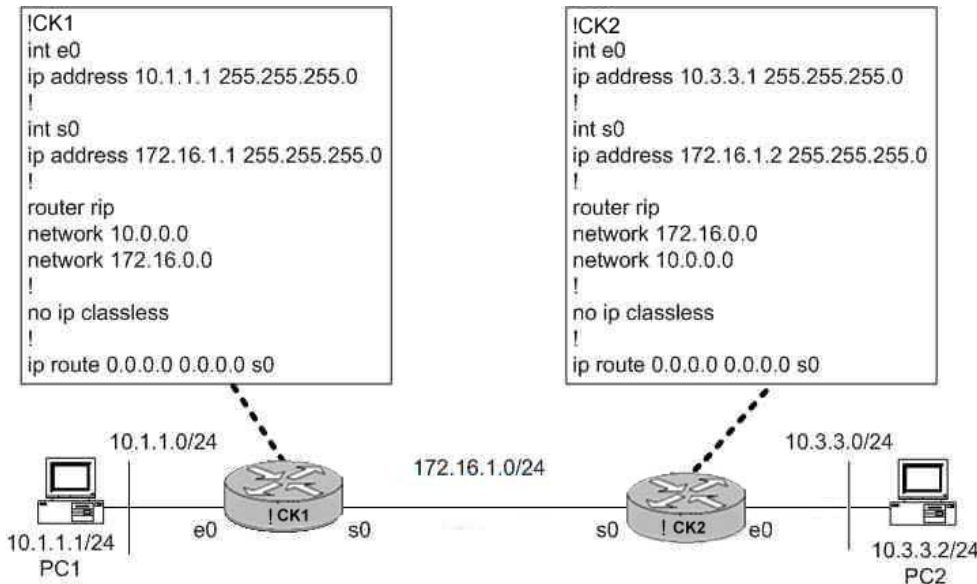 !CK1
int e0
ip address 10.1.1.1 255.255.255.0
!
int s0
ip address 172.16.1.1 255.255.255.0
!
router rip
network 10.0.0.0
network 172.16.0.0
!
no ip classless
!
ip route 0.0.0.0 0.0.0.0 s0
!CK2
int e0
ip address 10.3.3.1 255.255.255.0
!
int s0
ip address 172.16.1.2 255.255.255.0
!
router rip
network 172.16.0.0
network 10.0.0.0
!
no ip classless
!
ip route 0.0.0.0 0.0.0.0 s0
10.1.1.0/24
172.16.1.0/24
10.3.3.0/24
! CK1
! CK2
e0
s0
s0
e0
10.1.1.1/24
PC1
10.3.3.2/24
PC2